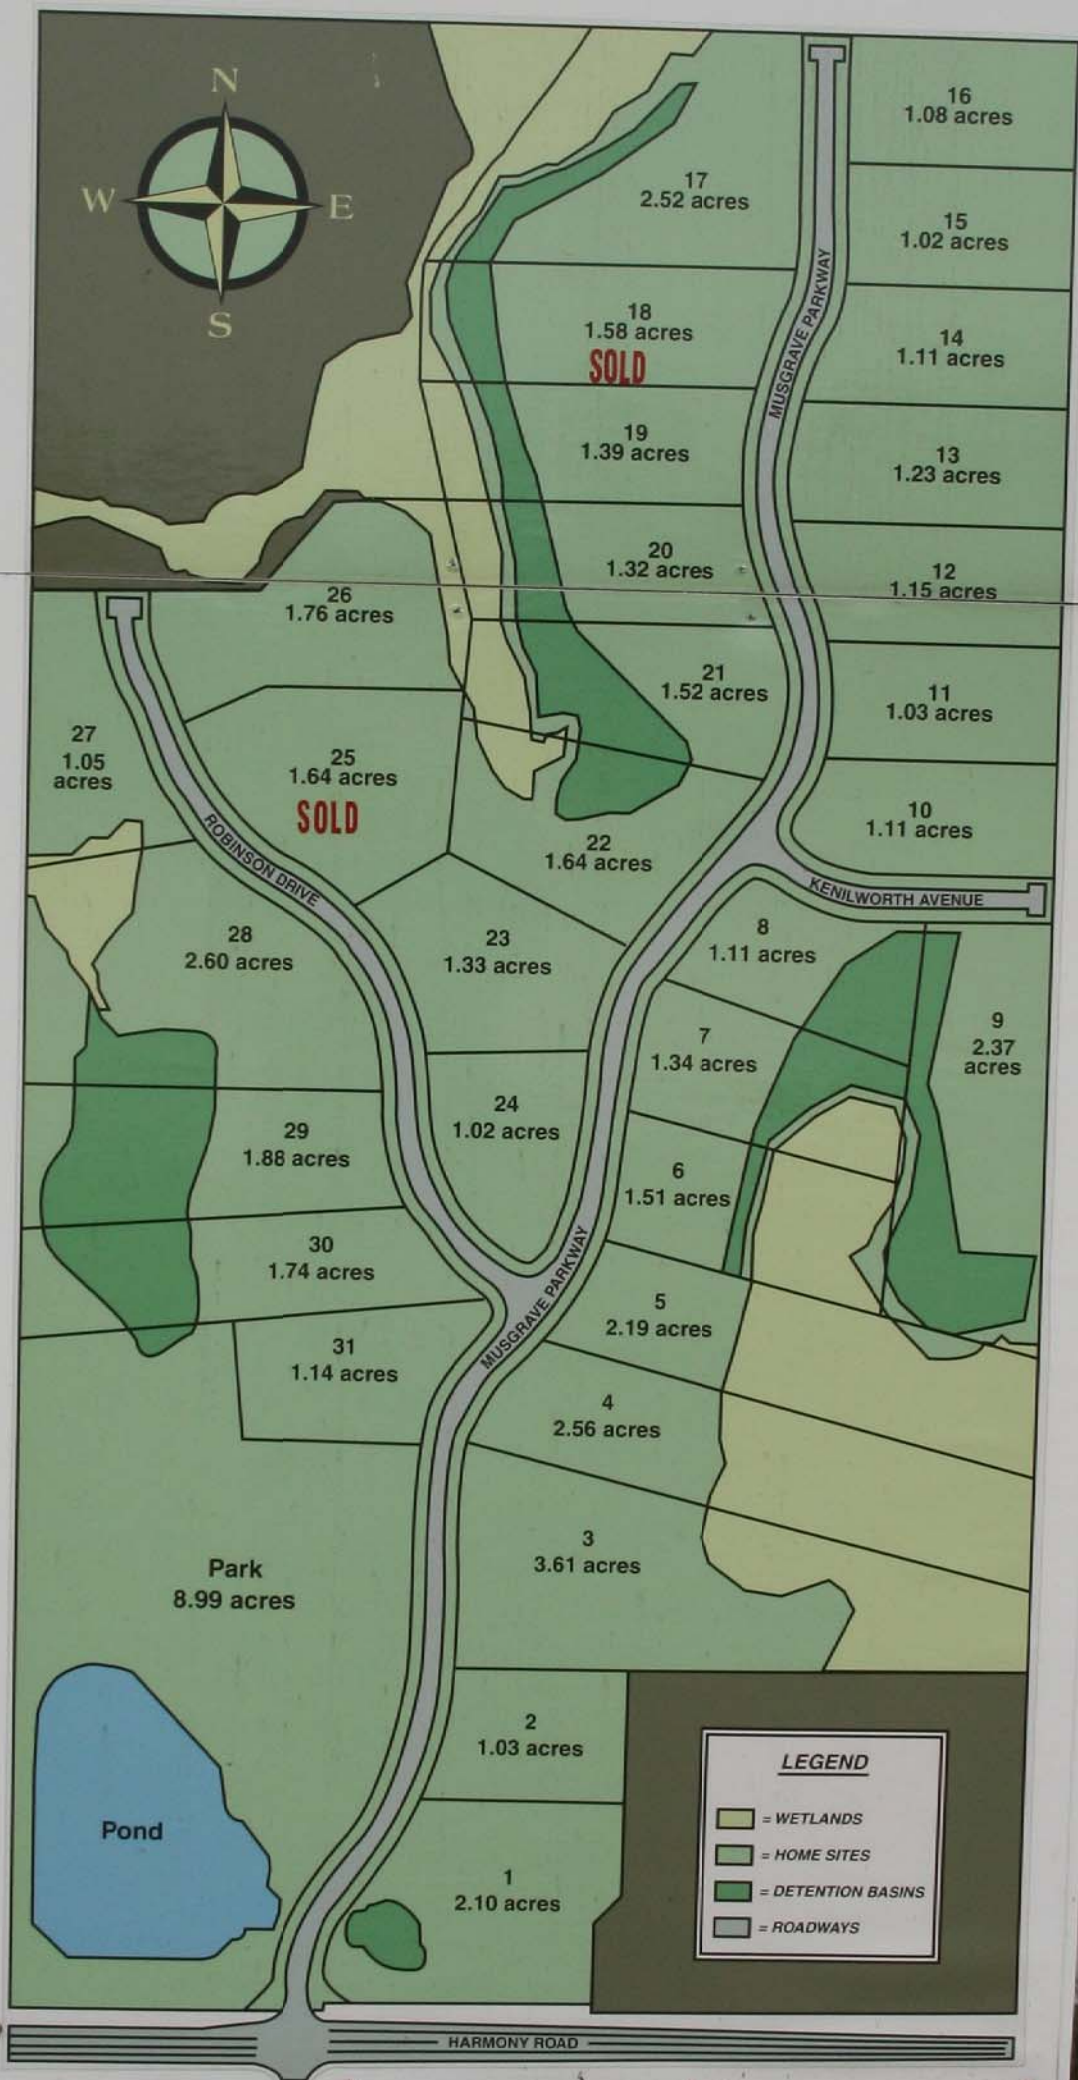 N
W
E
S
16
1.08 acres
17
2.52 acres
15
1.02 acres
MUSGRAVE PARKWAY
18
1.58 acres
SOLD
14
1.11 acres
19
1.39 acres
13
1.23 acres
20
1.32 acres
12
1.15 acres
26
1.76 acres
21
1.52 acres
11
1.03 acres
27
1.05
acres
25
1.64 acres
SOLD
10
1.11 acres
22
1.64 acres
ROBINSON DRIVE
KENILWORTH AVENUE
28
2.60 acres
23
1.33 acres
8
1.11 acres
9
2.37
acres
7
1.34 acres
24
1.02 acres
29
1.88 acres
6
1.51 acres
30
1.74 acres
MUSGRAVE PARKWAY
5
2.19 acres
31
1.14 acres
4
2.56 acres
3
3.61 acres
Park
8.99 acres
2
1.03 acres
LEGEND
= WETLANDS
= HOME SITES
= DETENTION BASINS
= ROADWAYS
Pond
1
2.10 acres
HARMONY ROAD